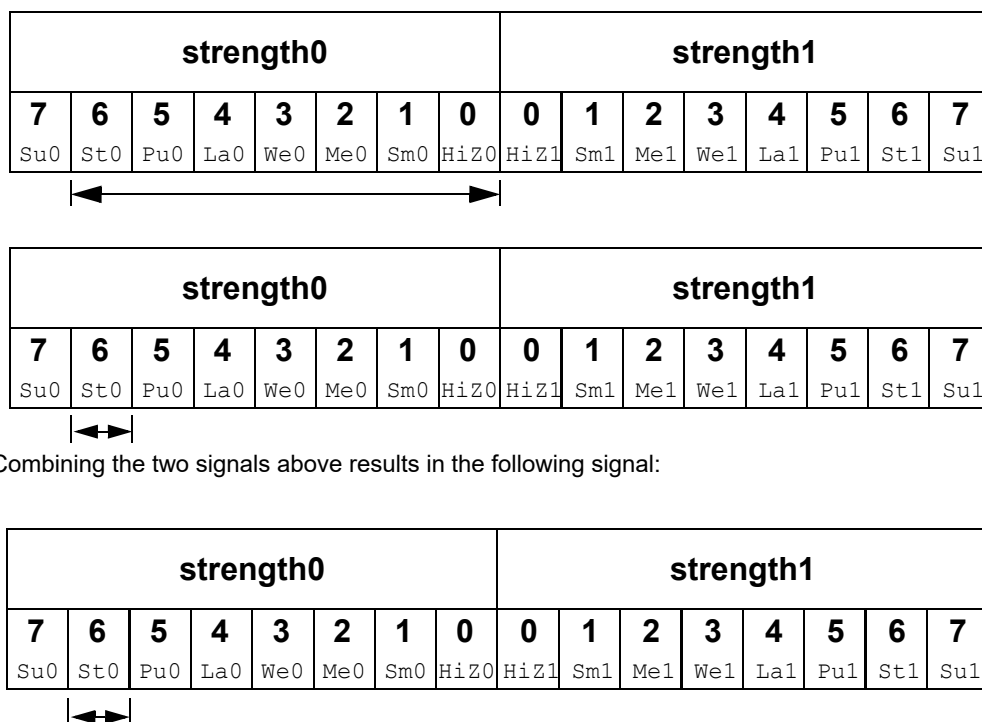 strength0 strength1
7 6 5 4 3 2 1 0 0 1 2 3 4 5 6 7
Su0 St0 Pu0 La0 We0 Me0 Sm0 HiZ0 HiZ1 Sm1 Me1 We1 La1 Pu1 St1 Su1
strength0 strength1
7 6 5 4 3 2 1 0 0 1 2 3 4 5 6 7
Su0 St0 Pu0 La0 We0 Me0 Sm0 HiZ0 HiZ1 Sm1 Me1 We1 La1 Pu1 St1 Su1
Combining the two signals above results in the following signal:
strength0 strength1
7 6 5 4 3 2 1 0 0 1 2 3 4 5 6 7
Su0 St0 Pu0 La0 We0 Me0 Sm0 HiZ0 HiZ1 Sm1 Me1 We1 La1 Pu1 St1 Su1